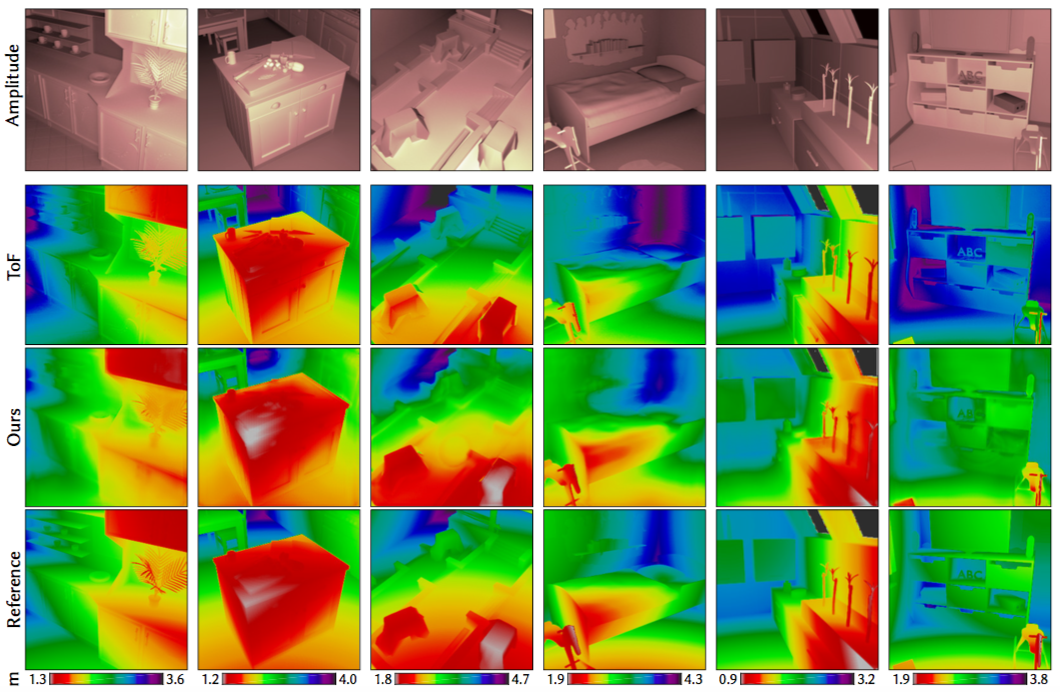 Amplitude
ABC
ToF
ABC
Ours
ABC
Reference
ABC
m 1.3 3.6 1.2 4.0 1.8 4.7 1.9 4.3 0.9 3.2 1.9 3.8